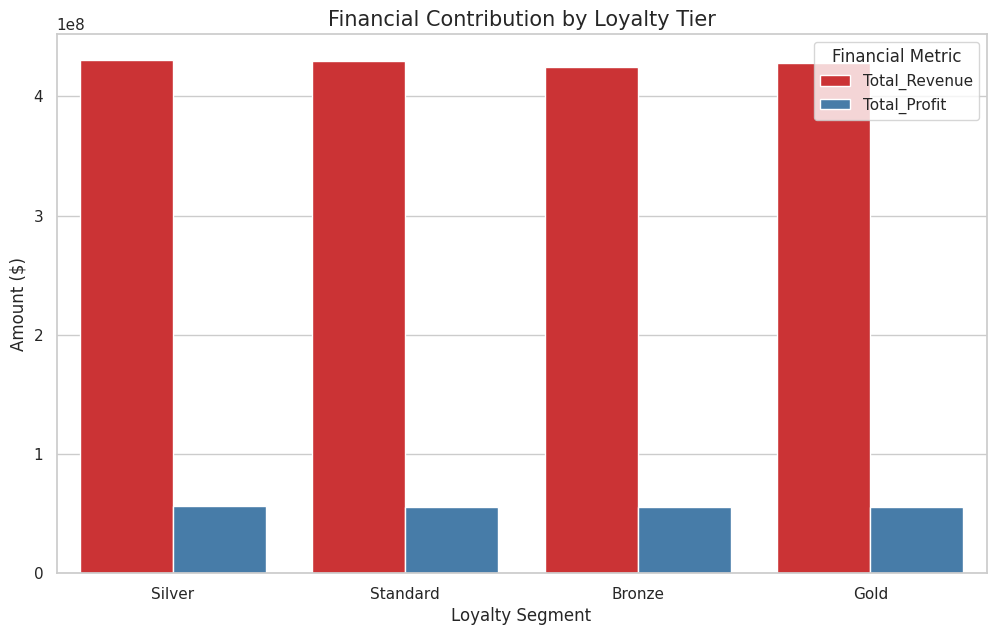 Financial Contribution by Loyalty Tier
1e8
Financial Metric
Total_Revenue
Total_Profit
4
3
2
1
0
Amount ($)
Silver
Standard
Bronze
Gold
Loyalty Segment